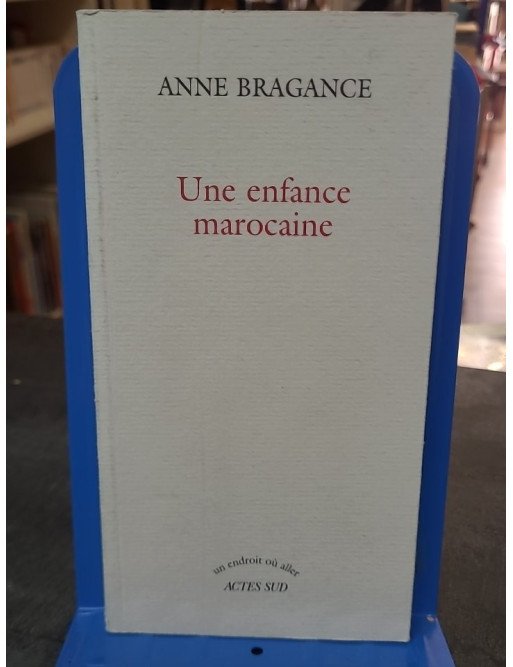 ANNE BRAGANCE
Une enfance
marocaine
un endroit où aller
ACTES SUD